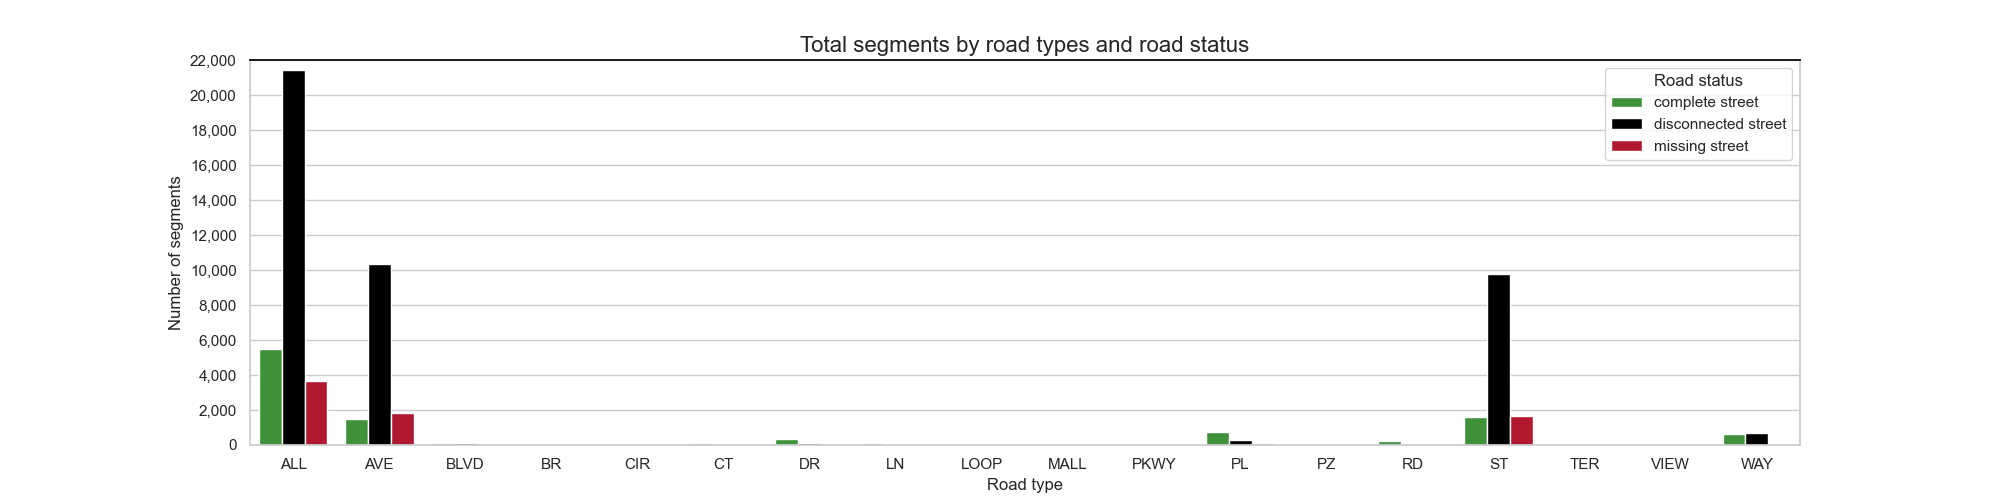 Total segments by road types and road status
22,000
20,000
18,000
16,000
14,000
12,000
10,000
8,000
6,000
4,000
2,000
0
Number of segments
Road status
complete street
disconnected street
missing street
ALL AVE BLVD BR CIR CT DR LN LOOP MALL PKWY PL PZ RD ST TER VIEW WAY
Road type